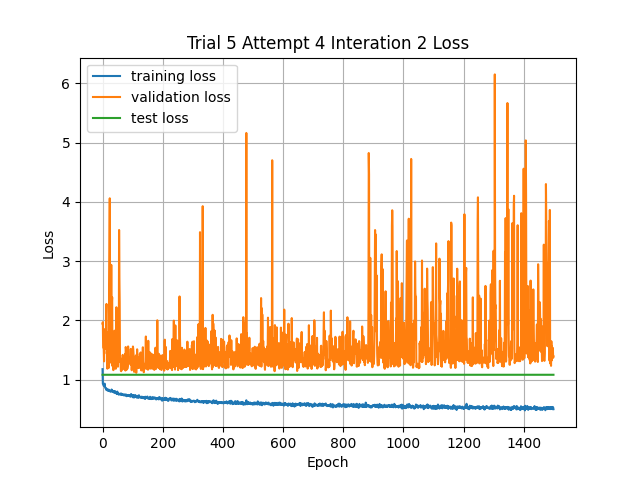 Trial 5 Attempt 4 Interation 2 Loss
training loss
validation loss
test loss
6
5
4
3
2
1
Loss
0 200 400 600 800 1000 1200 1400
Epoch